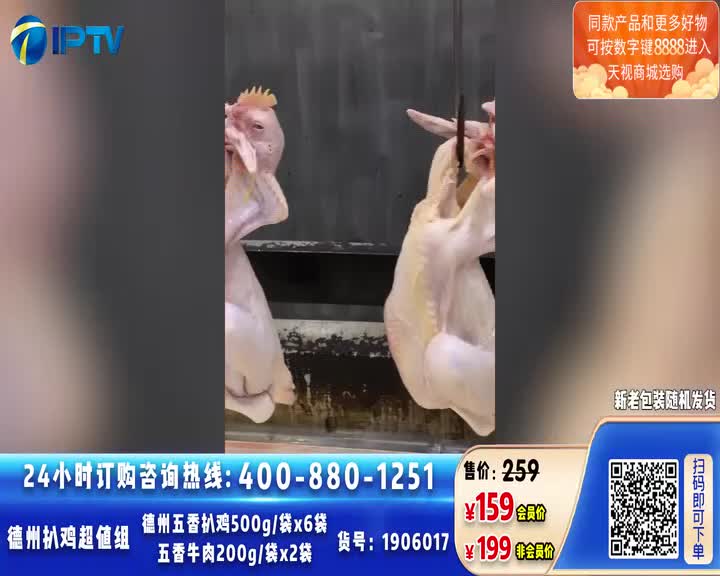 IPTV
同款产品和更多好物
可按数字键8888进入
天视商城选购
新老包装随机发货
24小时订购咨询热线:400-880-1251
德州扒鸡超值组
德州五香扒鸡500g/袋x6袋
五香牛肉200g/袋x2袋
货号：1906017
售价：259
¥159会员价
¥199非会员价
扫码即可下单